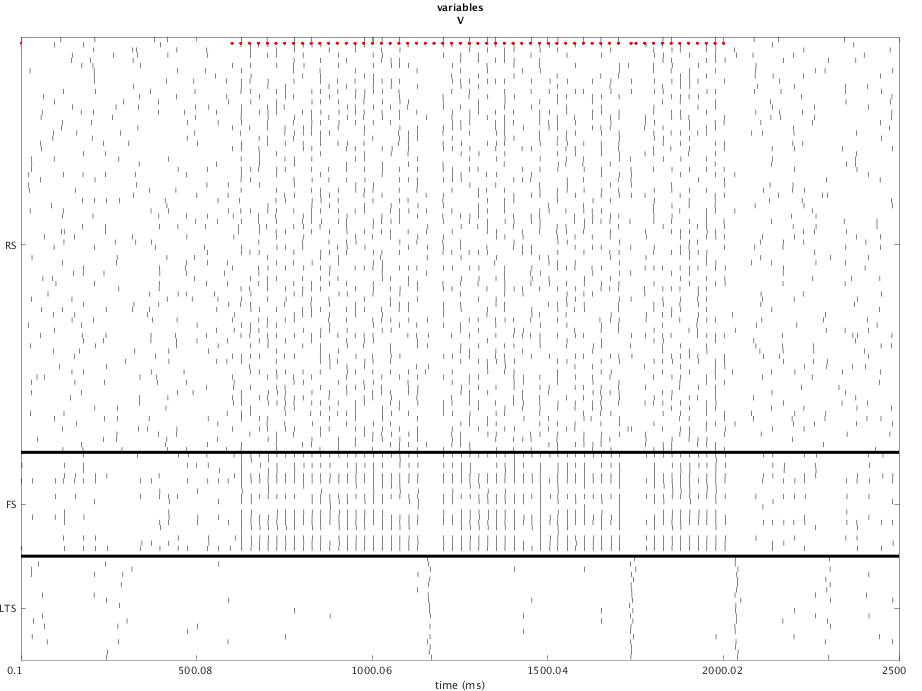 variables
V
RS
FS
LTS
0.1
500.08
1000.06
1500.04
2000.02
2500
time (ms)